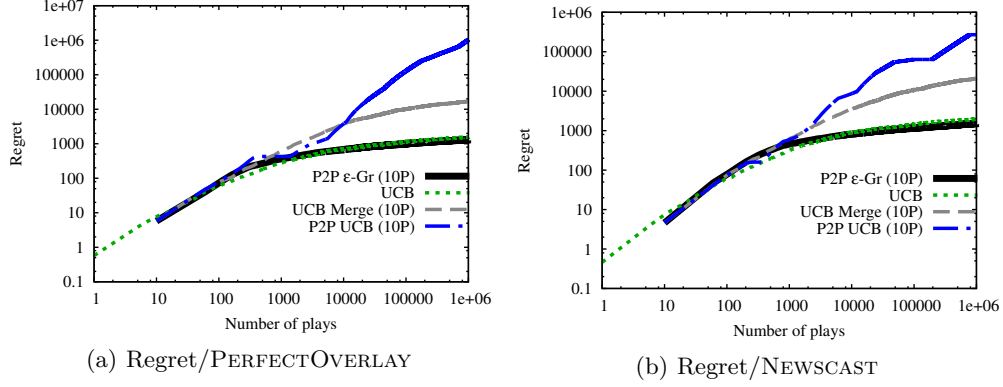 1e+07
1e+06
100000
10000
1000
100
10
1
0.1
Regret
1 10 100 1000 10000 100000 1e+06
Number of plays
P2P ε-Gr (10P)
UCB
UCB Merge (10P)
P2P UCB (10P)
(a) Regret/PERFECTOVERLAY
1e+06
100000
10000
1000
100
10
1
0.1
Regret
1 10 100 1000 10000 100000 1e+06
Number of plays
P2P ε-Gr (10P)
UCB
UCB Merge (10P)
P2P UCB (10P)
(b) Regret/NEWSCAST